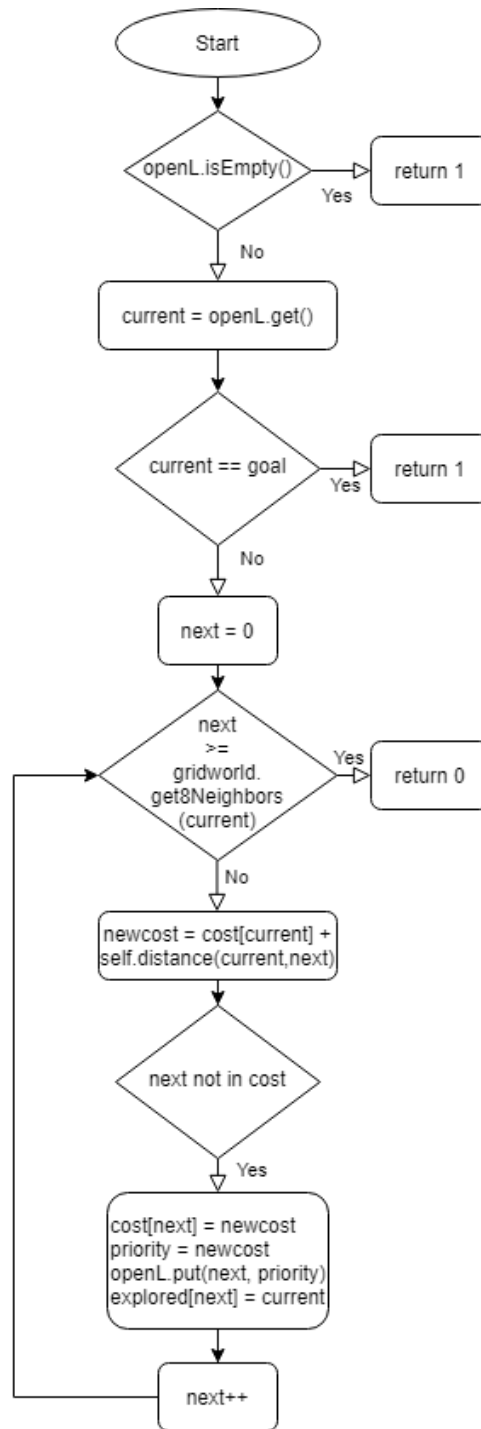 Start
openL.isEmpty()
Yes
return 1
No
current = openL.get()
current == goal
Yes
return 1
No
next = 0
next
>=
gridworld.
get8Neighbors
(current)
Yes
return 0
No
newcost = cost[current] +
self.distance(current,next)
next not in cost
Yes
cost[next] = newcost
priority = newcost
openL.put(next, priority)
explored[next] = current
next++